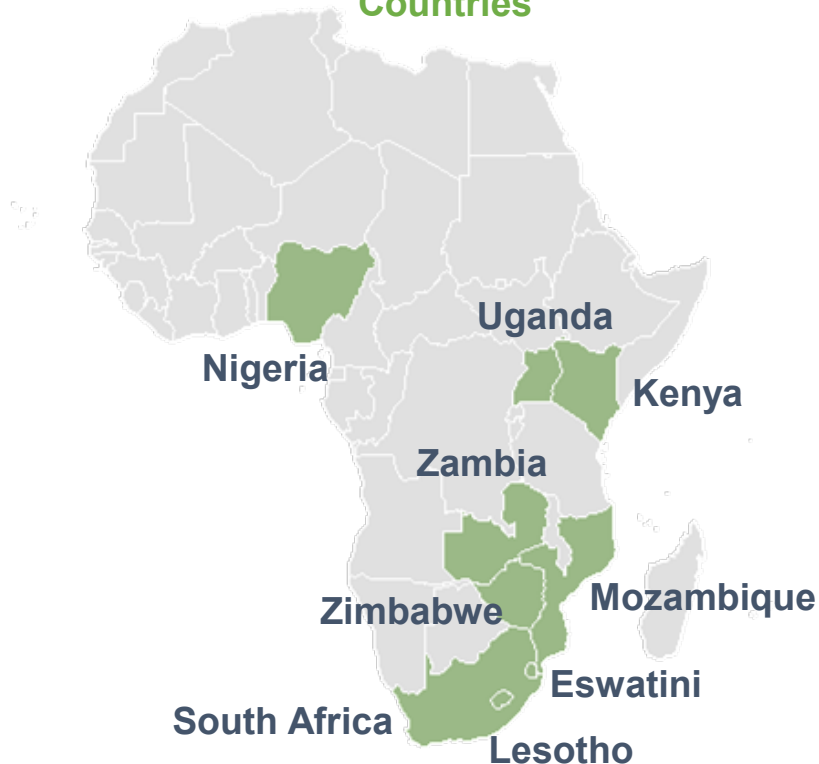 Countries
Uganda
Nigeria
Kenya
Zambia
Zimbabwe
Mozambique
Eswatini
South Africa
Lesotho